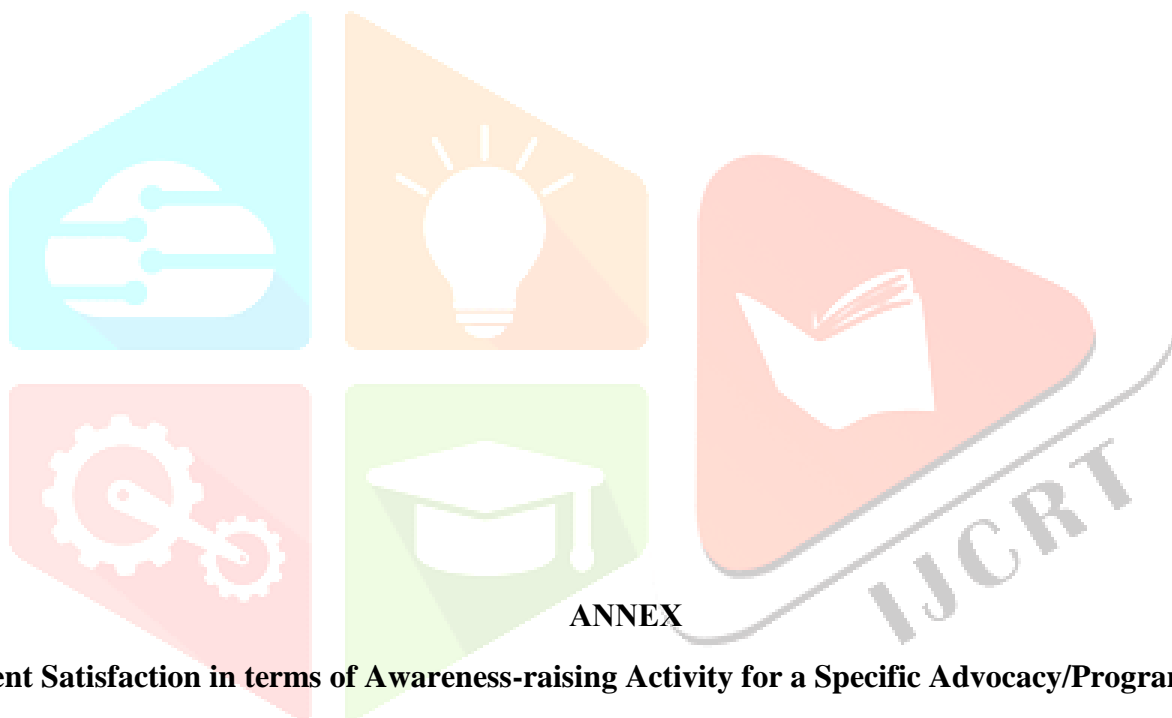 IJCRT
ANNEX
ent Satisfaction in terms of Awareness-raising Activity for a Specific Advocacy/Progra